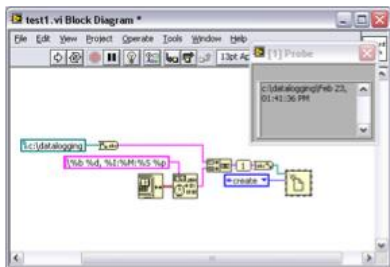 test1.vi Block Diagram *
File Edit View Project Operate Tools Window Help
13pt Ap
[1] Probe
c:\datalogging\Feb 23,
01:41:36 PM
c:\datalogging
\%b %d, %I:%M:%S %p
1
create